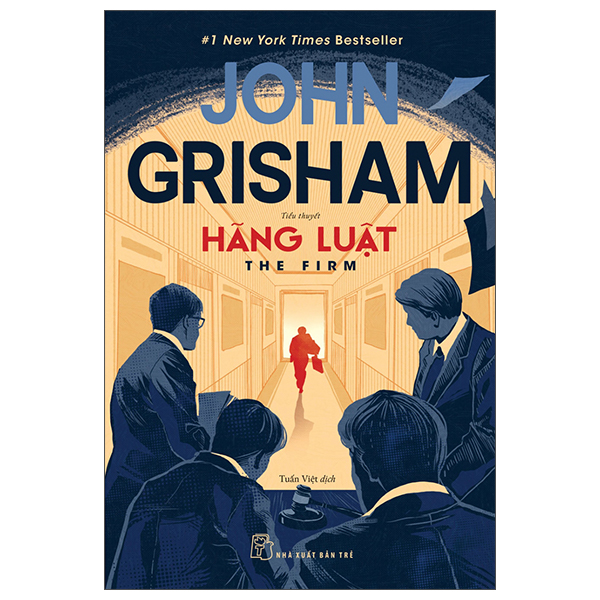 #1 New York Times Bestseller
JOHN
GRISHAM
Tiểu thuyết
HÃNG LUẬT
THE FIRM
Tuấn Việt dịch
NHÀ XUẤT BẢN TRẺ